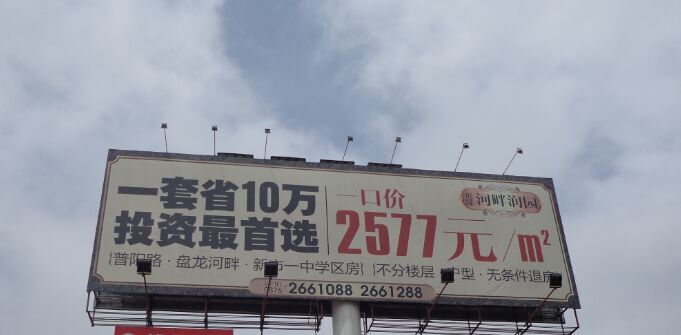 一套省10万
投资最首选
一口价
2577元/m²
河畔润园
普阳路·盘龙河畔·新市一中学区房
不分楼层 户型·无条件退房
0876 2661088 2661288